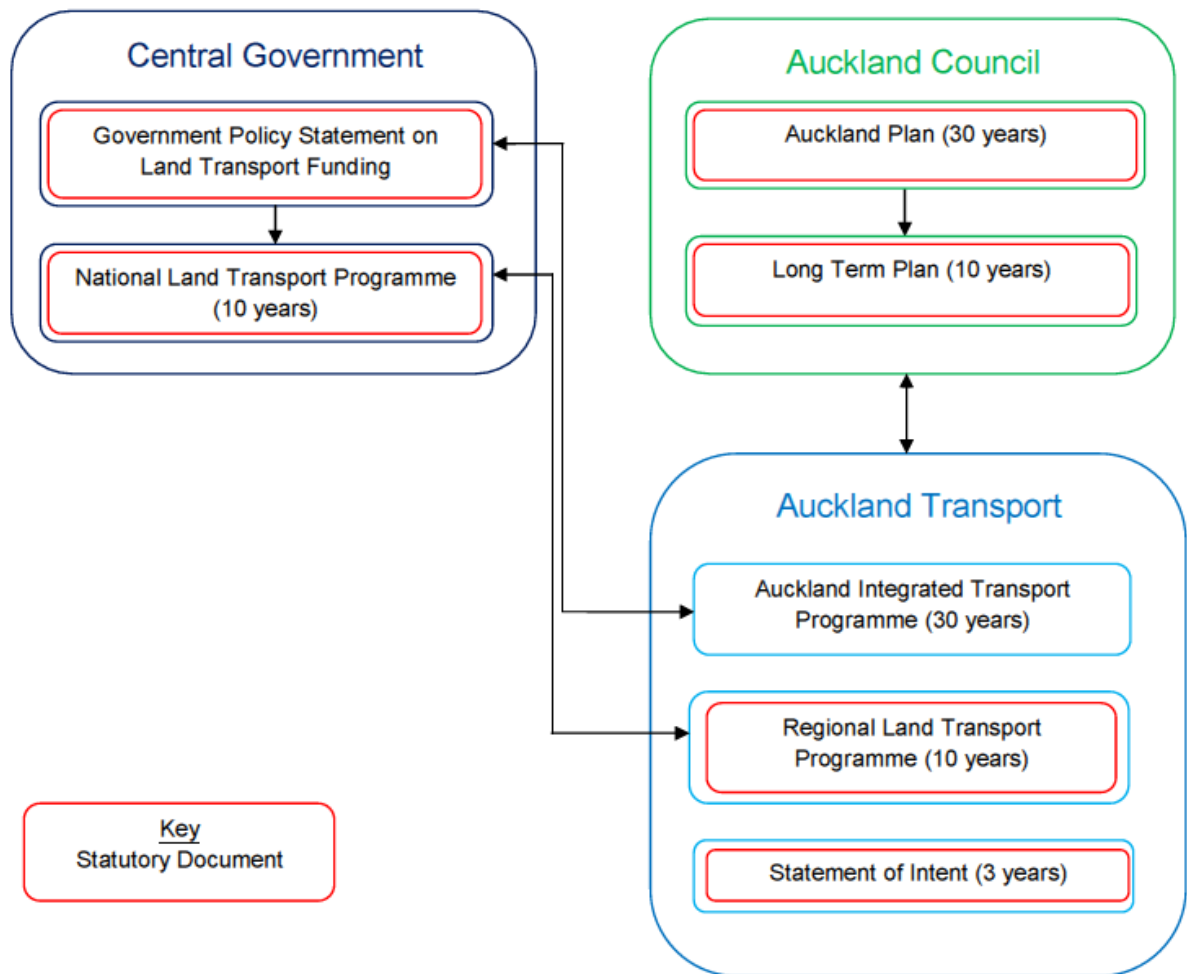 Central Government
Government Policy Statement on
Land Transport Funding
National Land Transport Programme
(10 years)
Auckland Council
Auckland Plan (30 years)
Long Term Plan (10 years)
Auckland Transport
Auckland Integrated Transport
Programme (30 years)
Regional Land Transport
Programme (10 years)
Statement of Intent (3 years)
Key
Statutory Document